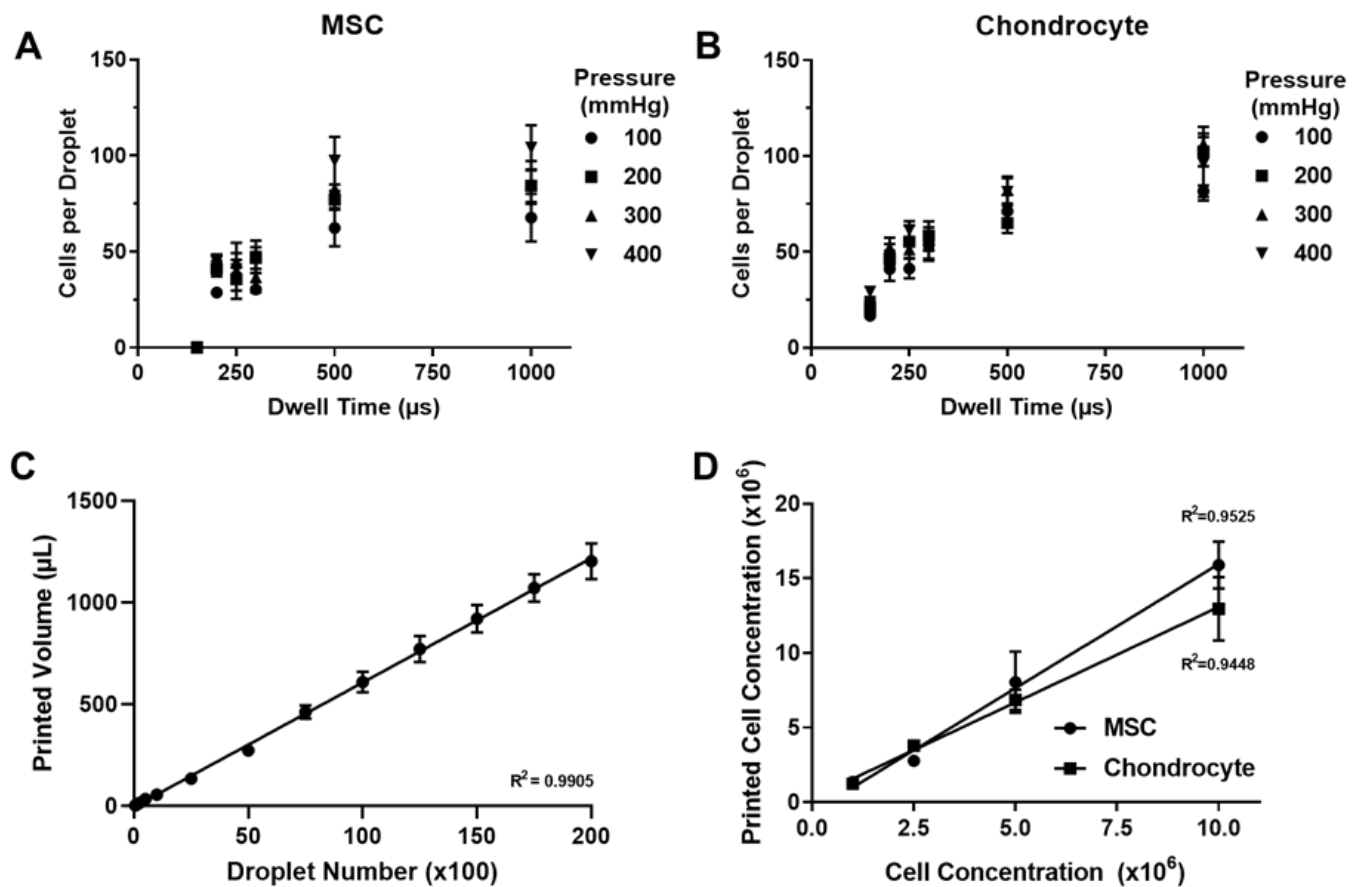 A
MSC
150
100
50
0
Cells per Droplet
0 250 500 750 1000
Dwell Time (µs)
Pressure
(mmHg)
100
200
300
400
B
Chondrocyte
150
100
50
0
Cells per Droplet
0 250 500 750 1000
Dwell Time (µs)
Pressure
(mmHg)
100
200
300
400
C
1500
1000
500
0
Printed Volume (µL)
R²= 0.9905
0 50 100 150 200
Droplet Number (x100)
D
20
15
10
5
0
Printed Cell Concentration (x10⁶)
R²=0.9525
R²=0.9448
MSC
Chondrocyte
0.0 2.5 5.0 7.5 10.0
Cell Concentration (x10⁶)